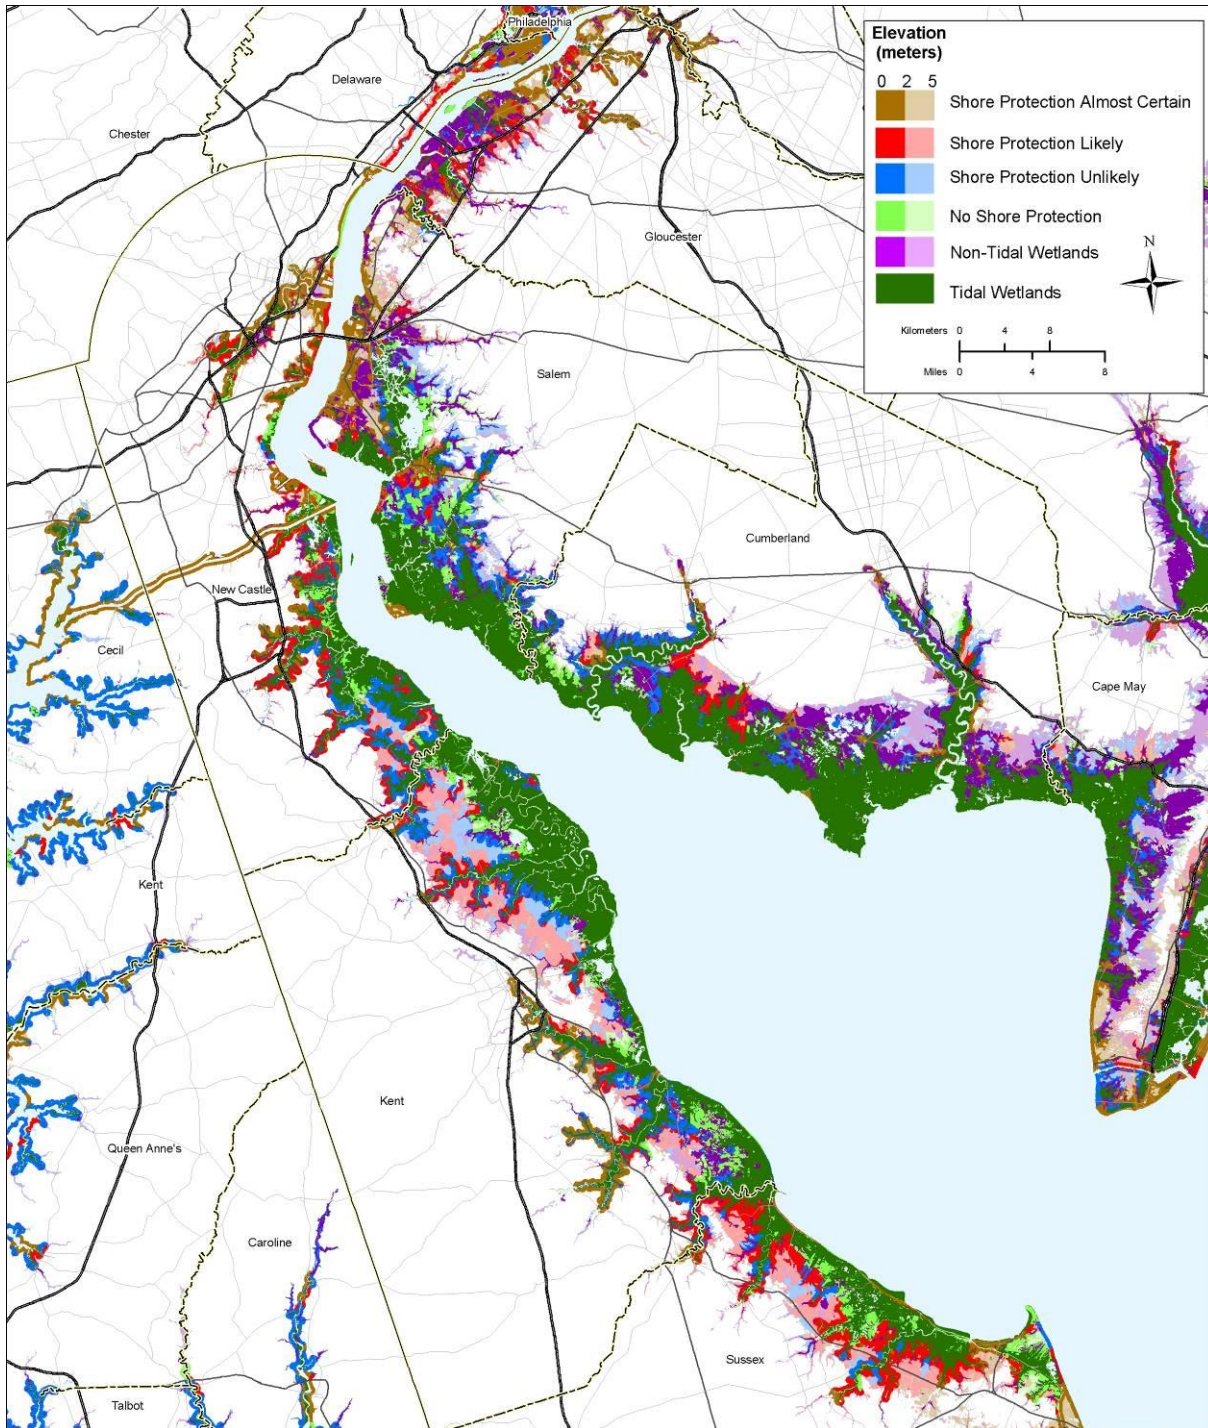 Philadelphia
Elevation
(meters)
0 2 5
Shore Protection Almost Certain
Shore Protection Likely
Shore Protection Unlikely
No Shore Protection
Non-Tidal Wetlands
Tidal Wetlands
N
Kilometers 0 4 8
Miles 0 4 8
Delaware
Chester
Gloucester
Salem
Cumberland
New Castle
Cecil
Cape May
Kent
Kent
Queen Anne's
Caroline
Sussex
Talbot